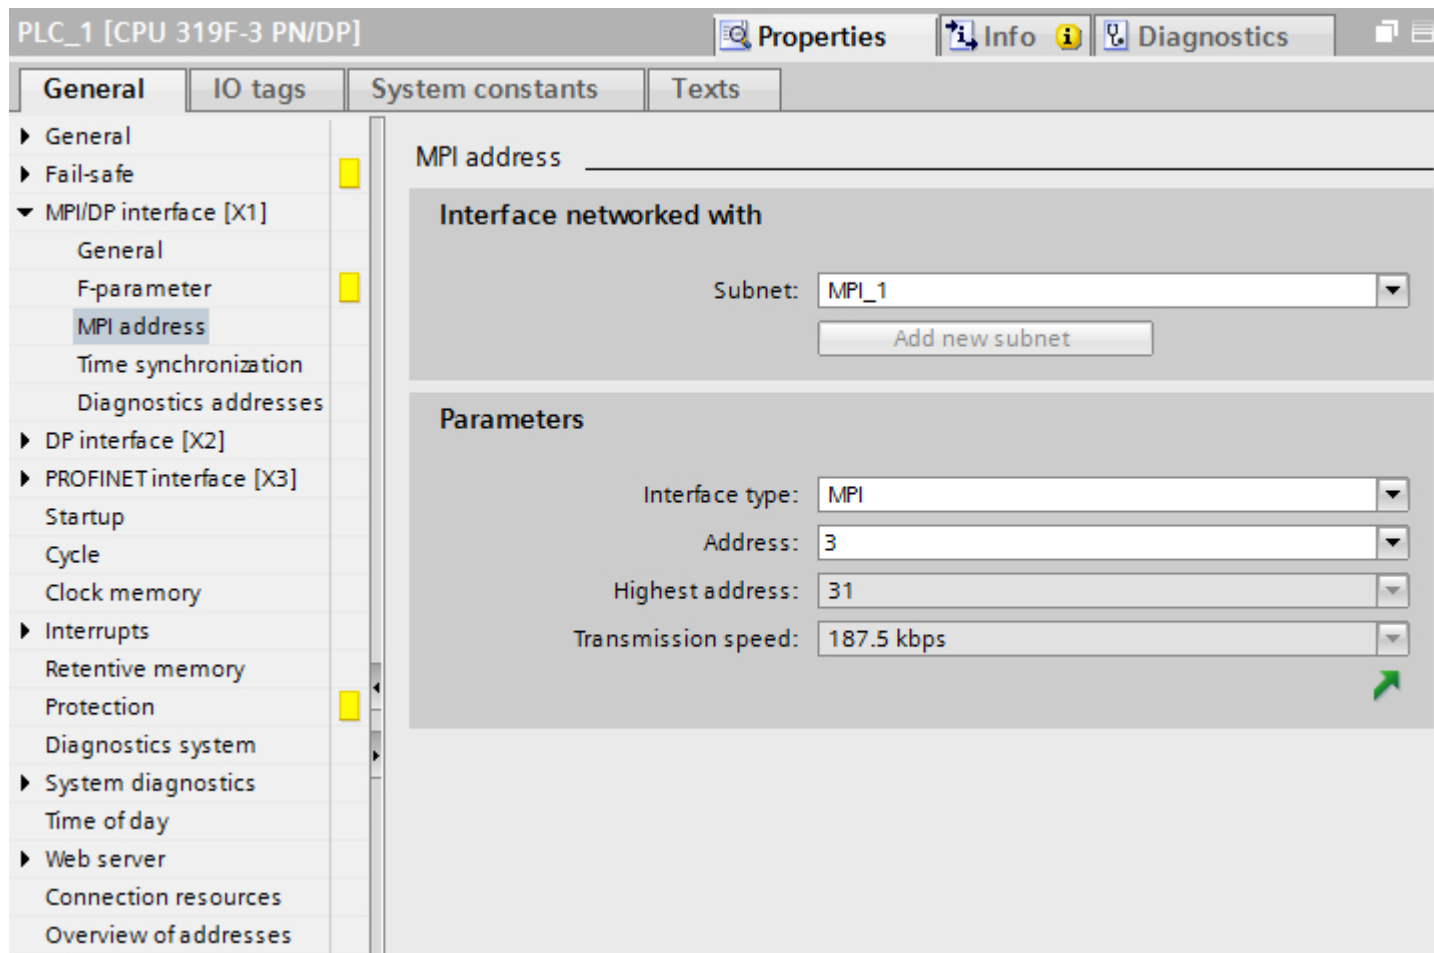 PLC_1 [CPU 319F-3 PN/DP]
Properties
Info
Diagnostics
General
IO tags
System constants
Texts
General
Fail-safe
MPI/DP interface [X1]
General
F-parameter
MPI address
Time synchronization
Diagnostics addresses
DP interface [X2]
PROFINET interface [X3]
Startup
Cycle
Clock memory
Interrupts
Retentive memory
Protection
Diagnostics system
System diagnostics
Time of day
Web server
Connection resources
Overview of addresses
MPI address
Interface networked with
Subnet: MPI_1
Add new subnet
Parameters
Interface type: MPI
Address: 3
Highest address: 31
Transmission speed: 187.5 kbps